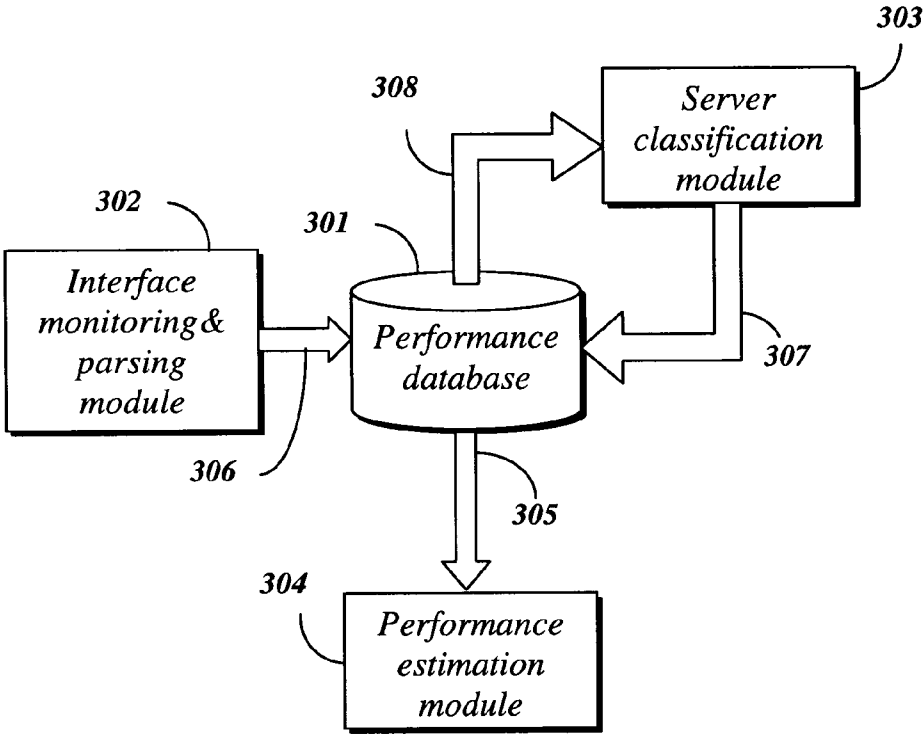 303
308
Server
classification
module
302
301
Interface
monitoring&
parsing
module
Performance
database
307
306
305
304
Performance
estimation
module